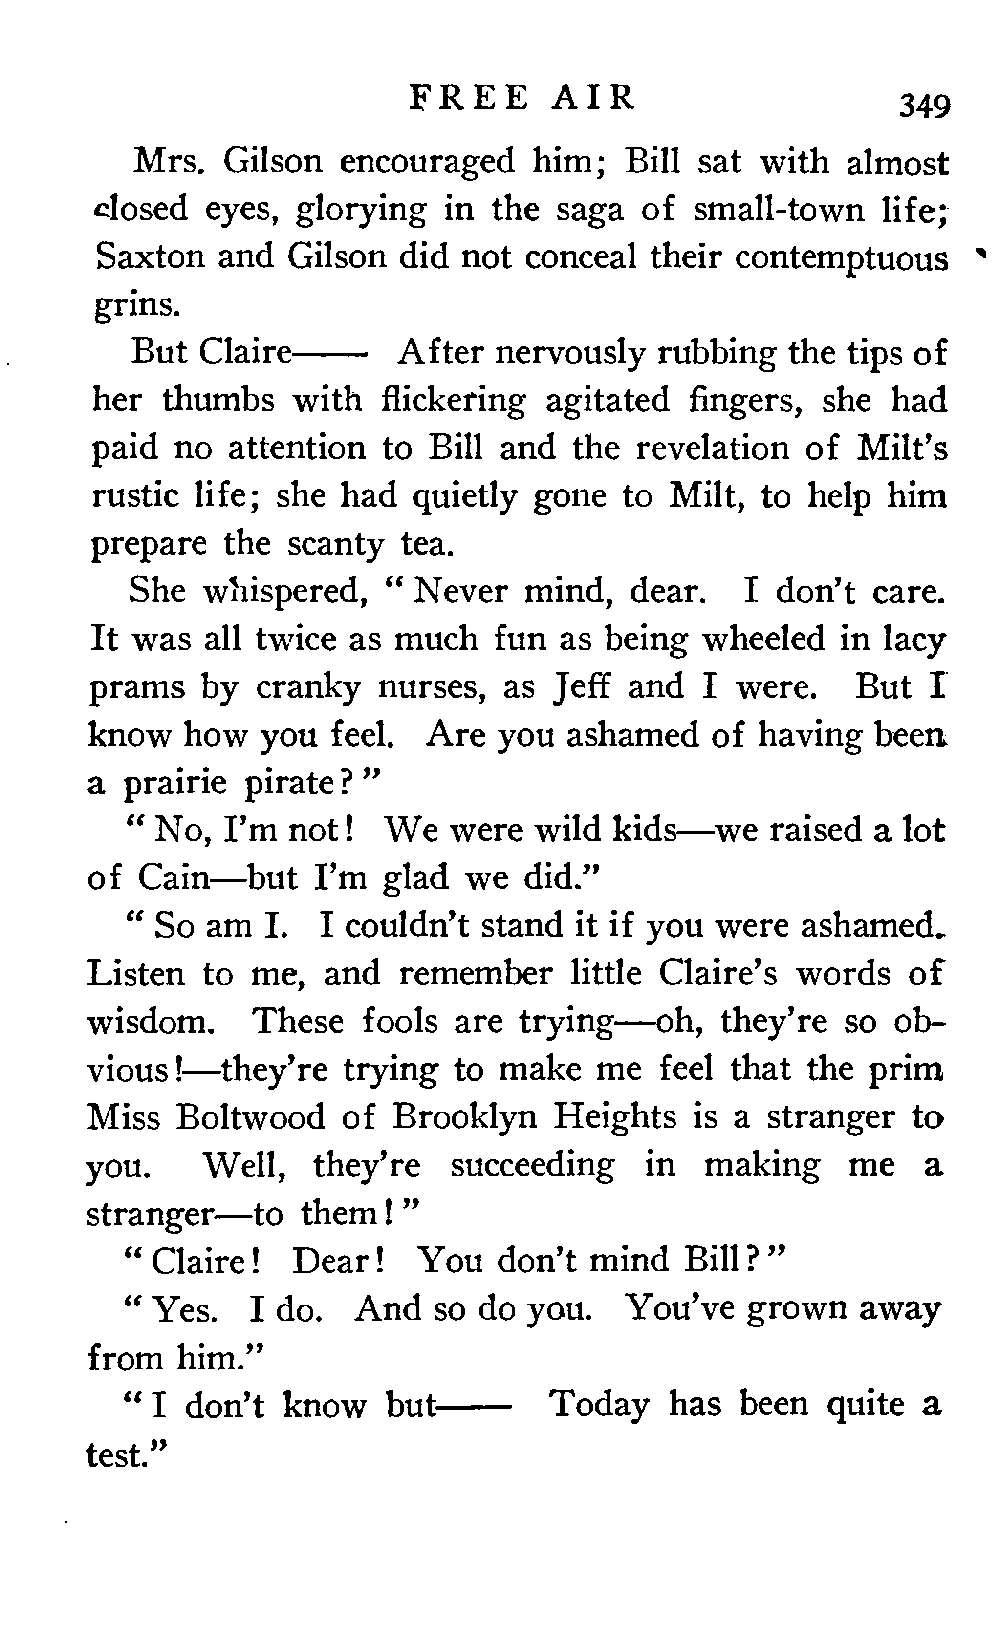 FREE AIR 349
Mrs. Gilson encouraged him; Bill sat with almost
closed eyes, glorying in the saga of small-town life;
Saxton and Gilson did not conceal their contemptuous
grins.
But Claire—— After nervously rubbing the tips of
her thumbs with flickering agitated fingers, she had
paid no attention to Bill and the revelation of Milt's
rustic life; she had quietly gone to Milt, to help him
prepare the scanty tea.
She whispered, "Never mind, dear. I don't care.
It was all twice as much fun as being wheeled in lacy
prams by cranky nurses, as Jeff and I were. But I
know how you feel. Are you ashamed of having been
a prairie pirate?"
"No, I'm not! We were wild kids—we raised a lot
of Cain—but I'm glad we did."
"So am I. I couldn't stand it if you were ashamed.
Listen to me, and remember little Claire's words of
wisdom. These fools are trying—oh, they're so ob-
vious!—they're trying to make me feel that the prim
Miss Boltwood of Brooklyn Heights is a stranger to
you. Well, they're succeeding in making me a
stranger—to them!"
"Claire! Dear! You don't mind Bill?"
"Yes. I do. And so do you. You've grown away
from him."
"I don't know but—— Today has been quite a
test."